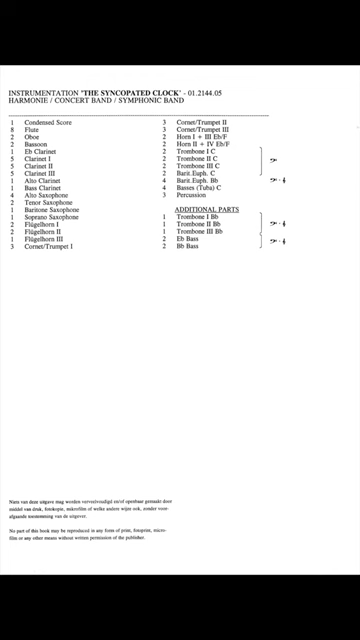 INSTRUMENTATION "THE SYNCOPATED CLOCK" - 01.2144.05
HARMONIE / CONCERT BAND / SYMPHONIC BAND
1 Condensed Score
8 Flute
2 Oboe
2 Bassoon
1 Eb Clarinet
5 Clarinet I
5 Clarinet II
5 Clarinet III
1 Alto Clarinet
1 Bass Clarinet
4 Alto Saxophone
2 Tenor Saxophone
1 Baritone Saxophone
1 Soprano Saxophone
2 Flügelhorn I
2 Flügelhorn II
1 Flügelhorn III
3 Cornet/Trumpet I
3 Cornet/Trumpet II
3 Cornet/Trumpet III
2 Horn I + III Eb/F
2 Horn II + IV Eb/F
2 Trombone I C
2 Trombone II C
2 Trombone III C
2 Barit.Euph. C
4 Barit.Euph. Bb
4 Basses (Tuba) C
3 Percussion
ADDITIONAL PARTS
1 Trombone I Bb
1 Trombone II Bb
1 Trombone III Bb
2 Eb Bass
2 Bb Bass
Niets van deze uitgave mag worden verveelvoudigd en/of openbaar gemaakt door
middel van druk, fotokopie, mikrofilm of welke andere wijze ook, zonder voor-
afgaande toestemming van de uitgever.
No part of this book may be reproduced in any form of print, fotoprint, micro-
film or any other means without written permission of the publisher.